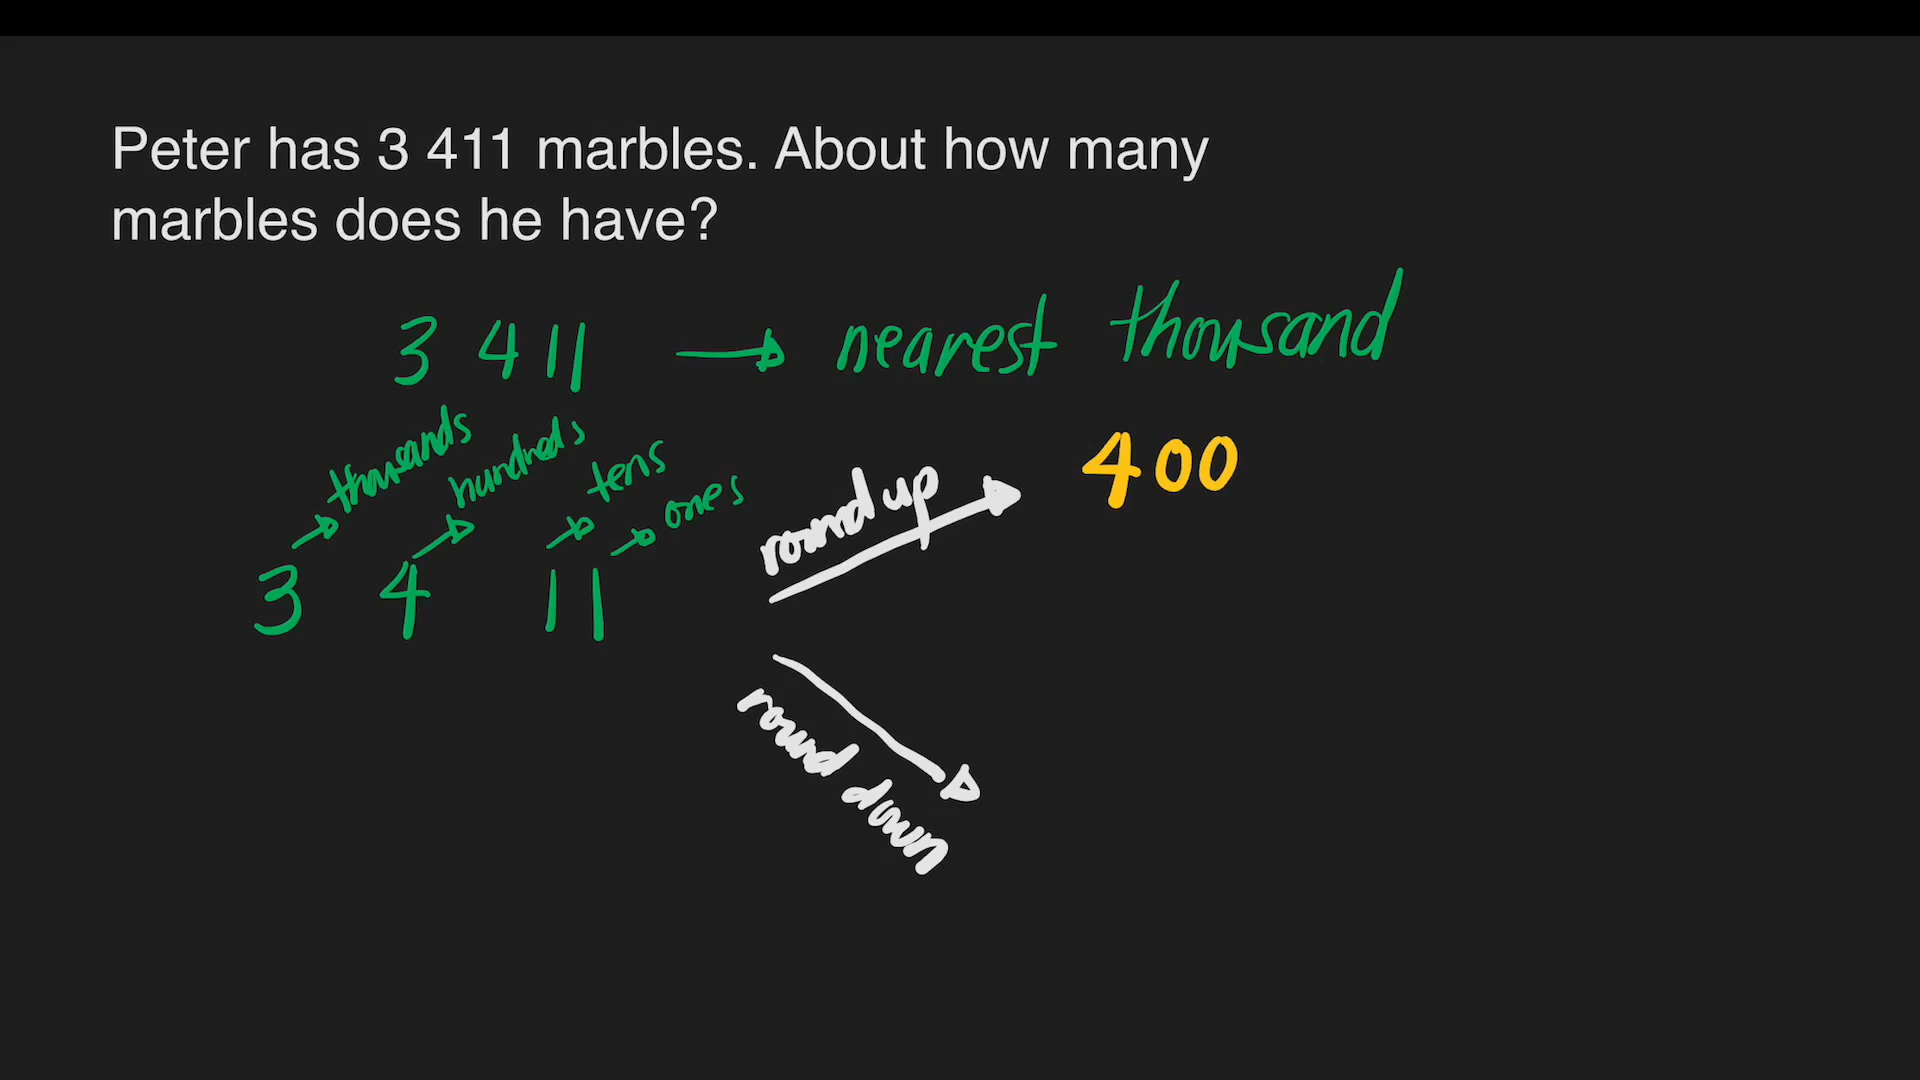 Peter has 3 411 marbles. About how many
marbles does he have?
3 411 → nearest thousand
thousands
hundreds
tens
ones
3 4 11
round up
400
round down